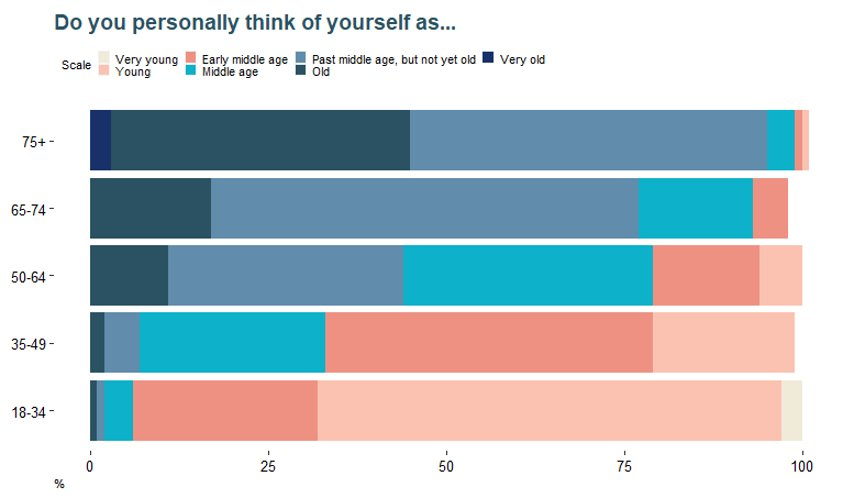 Do you personally think of yourself as...
Scale Very young Early middle age Past middle age, but not yet old Very old
Young Middle age Old
75+
65-74
50-64
35-49
18-34
0 25 50 75 100
%